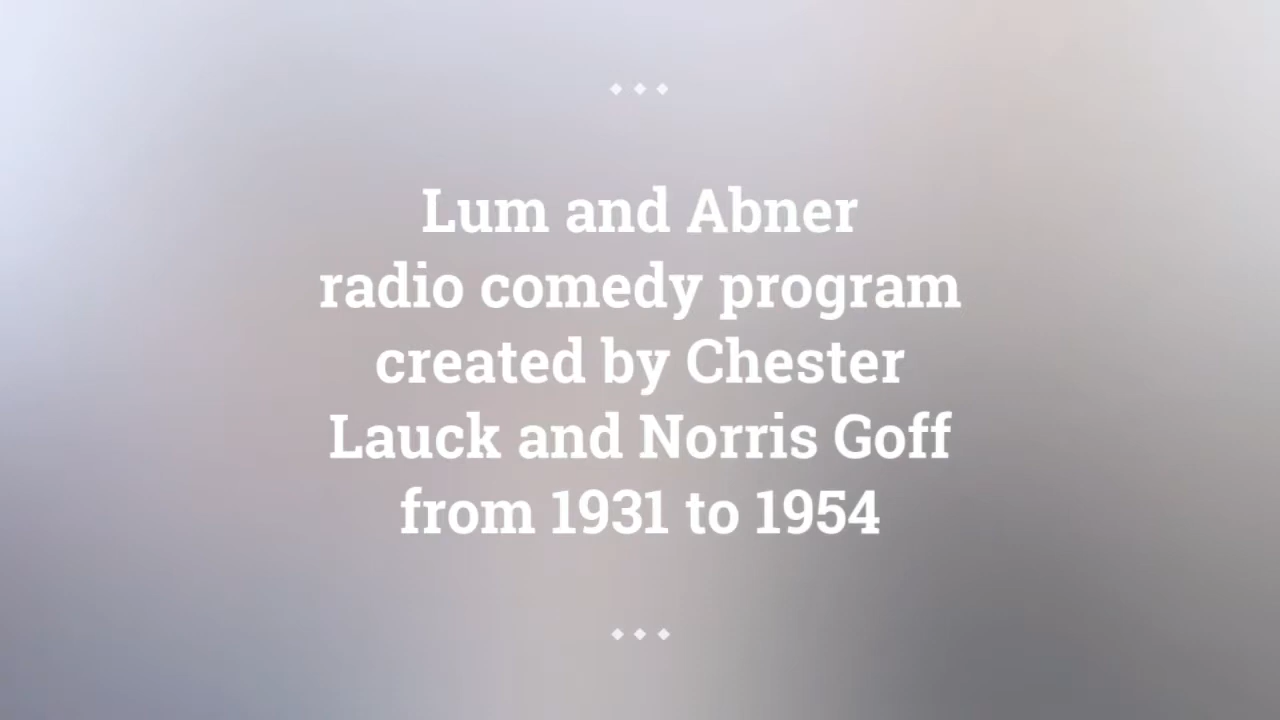 Lum and Abner
radio comedy program
created by Chester
Lauck and Norris Goff
from 1931 to 1954